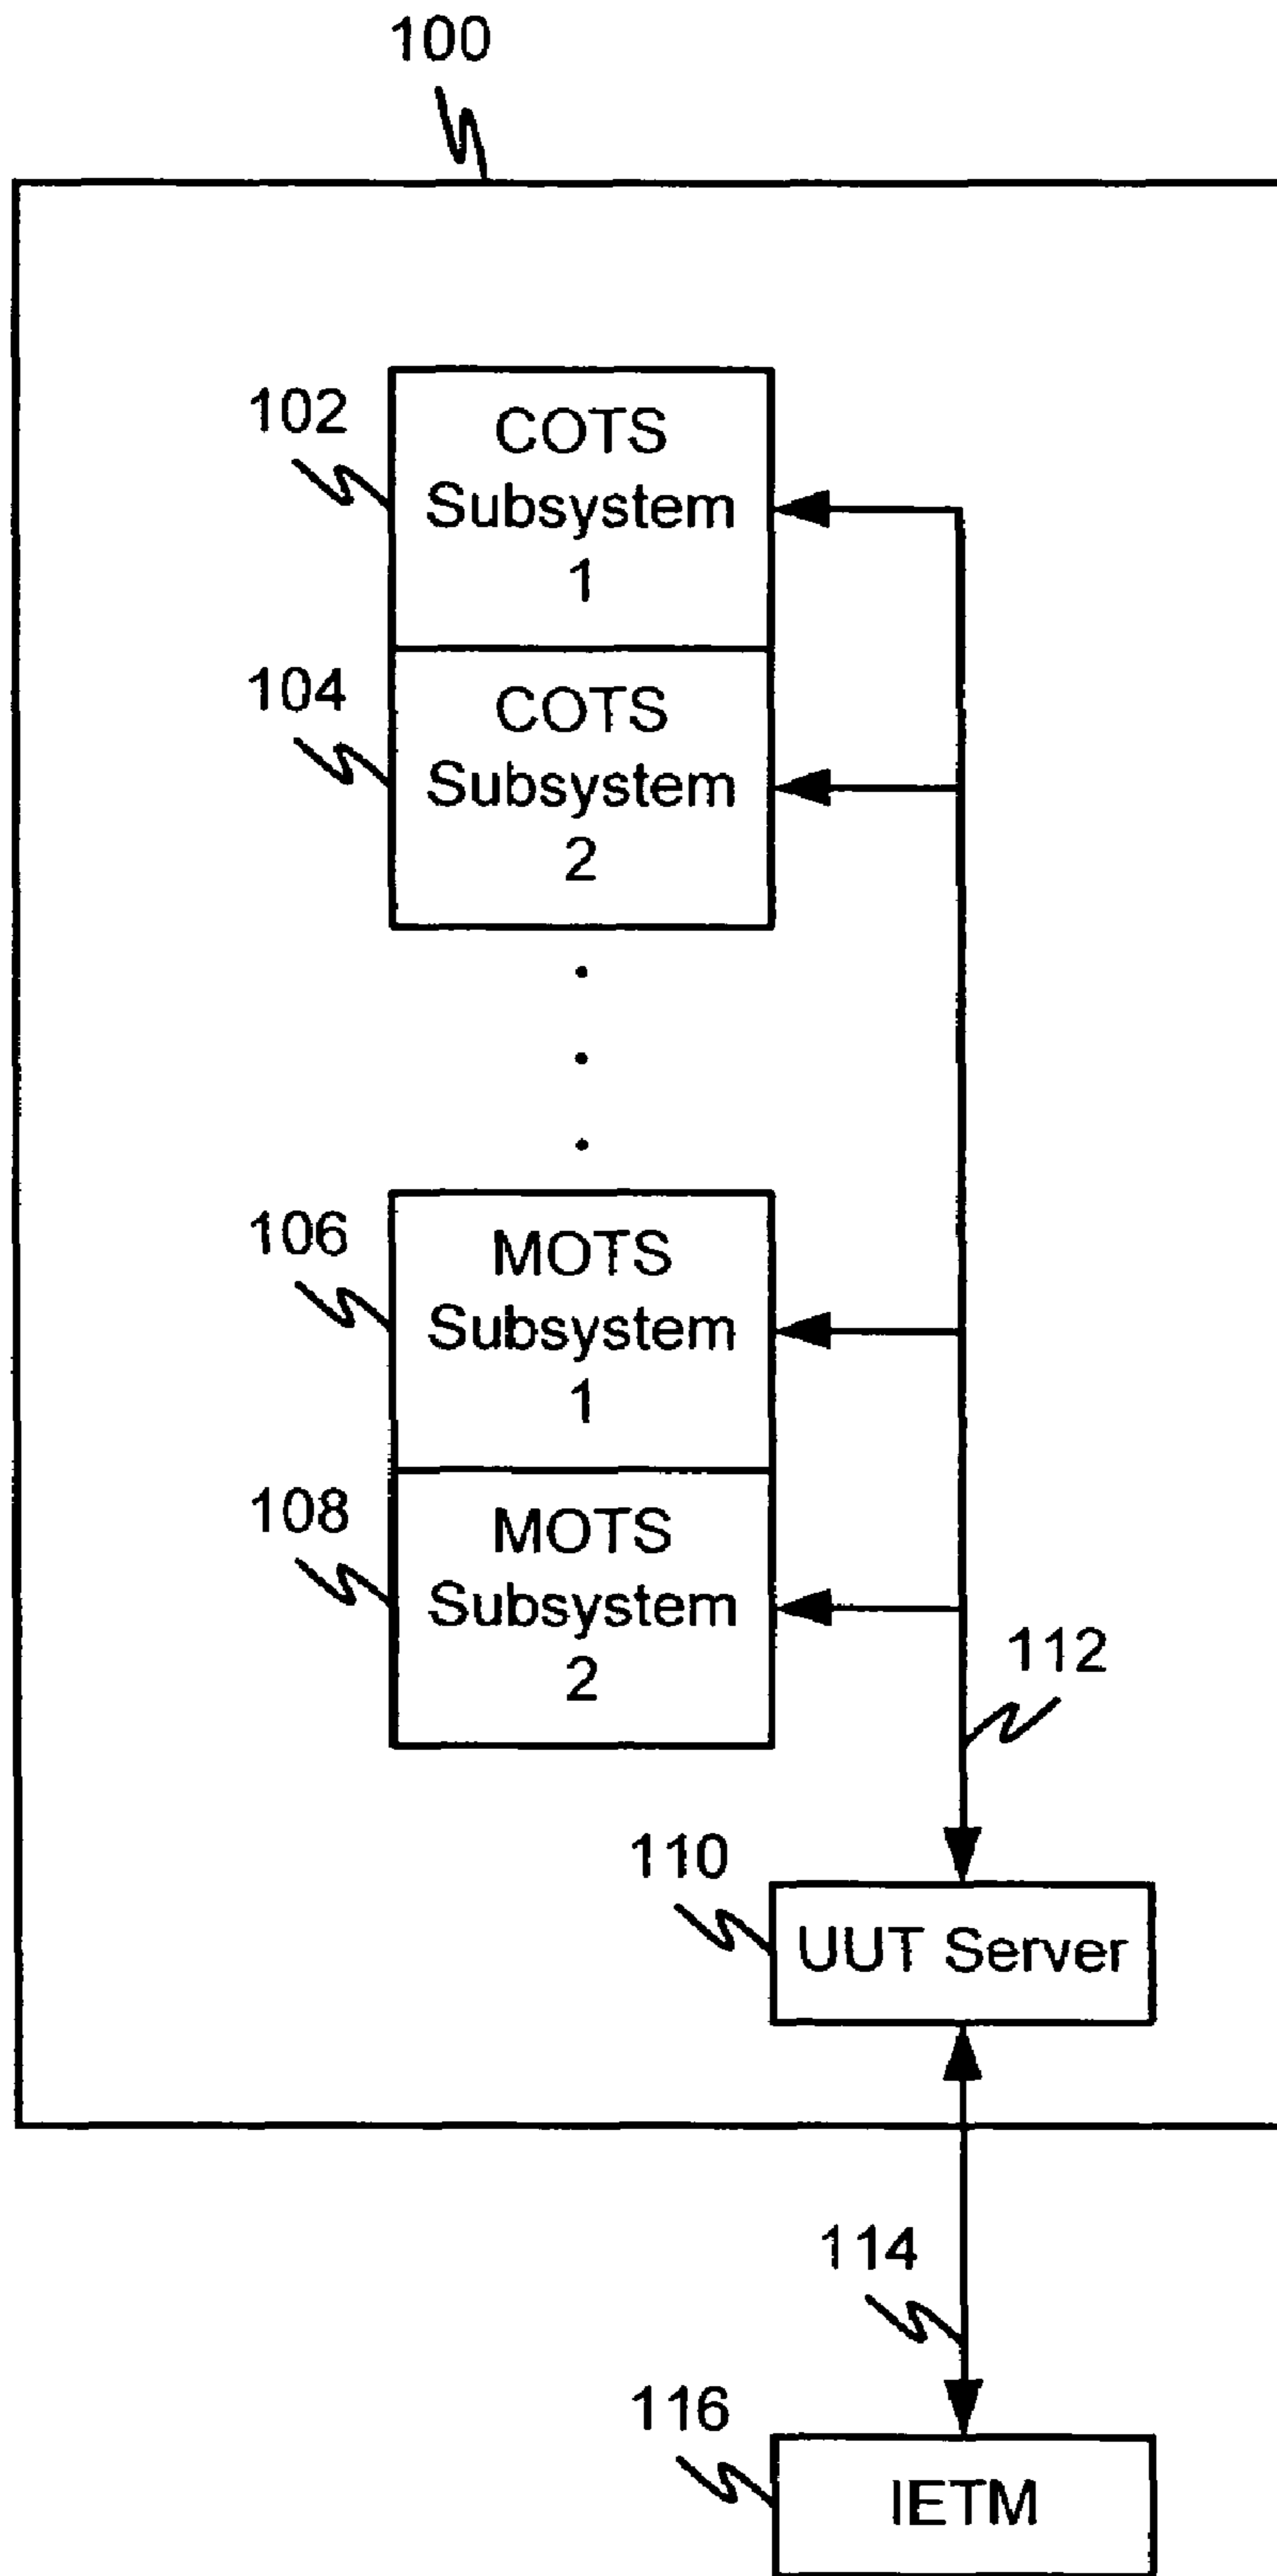 100
102
COTS
Subsystem
1
104
COTS
Subsystem
2
106
MOTS
Subsystem
1
108
MOTS
Subsystem
2
112
110
UUT Server
114
116
IETM